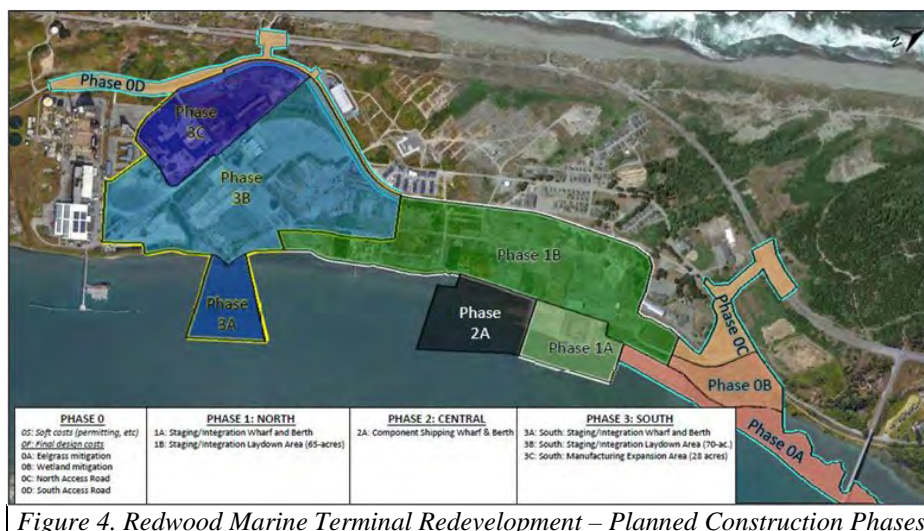 N
Phase 0D
Phase
3C
Phase
3B
Phase 1B
Phase
3A
Phase
2A
Phase 1A
Phase 0C
Phase 0B
Phase 0A
PHASE 0
0S: Soft costs (permitting, etc)
0F: Final design costs
0A: Eelgrass mitigation
0B: Wetland mitigation
0C: North Access Road
0D: South Access Road
PHASE 1: NORTH
1A: Staging/Integration Wharf and Berth
1B: Staging/Integration Laydown Area (65-acres)
PHASE 2: CENTRAL
2A: Component Shipping Wharf & Berth
PHASE 3: SOUTH
3A: South: Staging/Integration Wharf and Berth
3B: South: Staging/Integration Laydown Area (70-ac.)
3C: South: Manufacturing Expansion Area (28 acres)
Figure 4. Redwood Marine Terminal Redevelopment – Planned Construction Phases